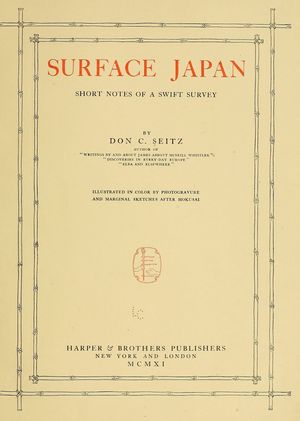 SURFACE JAPAN
SHORT NOTES OF A SWIFT SURVEY
BY
DON C. SEITZ
AUTHOR OF
"WRITINGS BY AND ABOUT JAMES ABBOTT MCNEILL WHISTLER";
"DISCOVERIES IN EVERY-DAY EUROPE"
"ELBA AND ELSEWHERE."
ILLUSTRATED IN COLOR BY PHOTOGRAVURE
AND MARGINAL SKETCHES AFTER HOKUSAI
HARPER & BROTHERS PUBLISHERS
NEW YORK AND LONDON
MCMXI